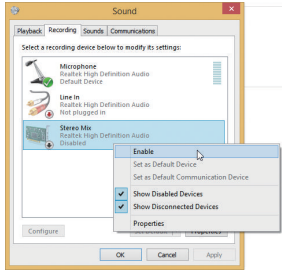 Sound
Playback Recording Sounds Communications
Select a recording device below to modify its settings:
Microphone
Realtek High Definition Audio
Default Device
Line In
Realtek High Definition Audio
Not plugged in
Stereo Mix
Realtek High Definition Audio
Disabled
Enable
Set as Default Device
Set as Default Communication Device
Show Disabled Devices
Show Disconnected Devices
Properties
Configure Properties
OK Cancel Apply